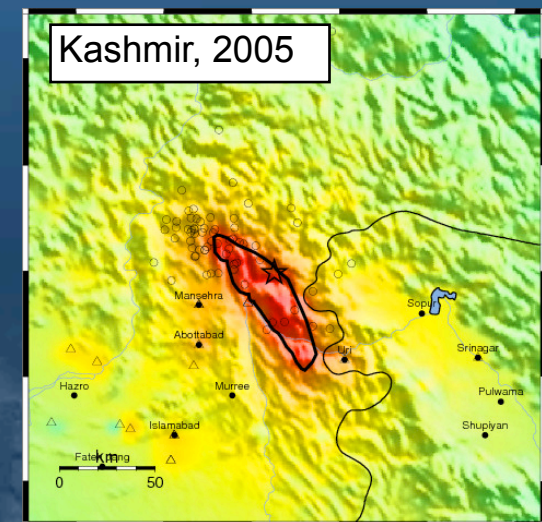 Kashmir, 2005
Mansehra
Sopur
Abottabad
Uri
Srinagar
Hazro
Murree
Pulwama
Islamabad
Shupiyan
km
0 50